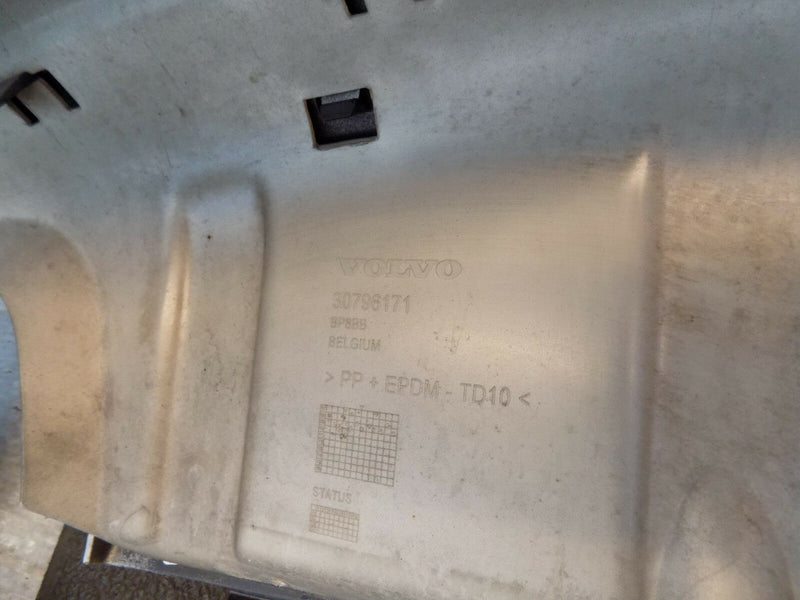 VOLVO
30796171
BELGIUM
> PP + EPDM - TD10 <
STATUS